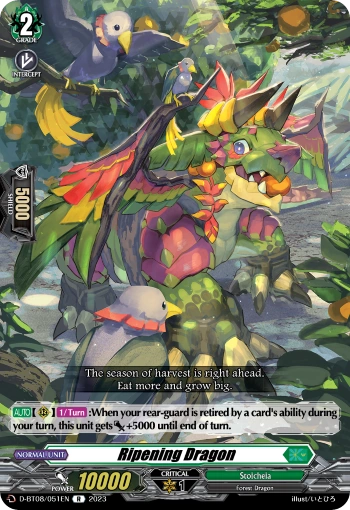 2
GRADE
INTERCEPT
5000
SHIELD
The season of harvest is right ahead.
Eat more and grow big.
AUTO 1/Turn :When your rear-guard is retired by a card's ability during
your turn, this unit gets +5000 until end of turn.
NORMAL UNIT
Ripening Dragon
POWER 10000
CRITICAL
1
Stoicheia
Forest Dragon
D-BT08/051EN R 2023
illust/いとひろ